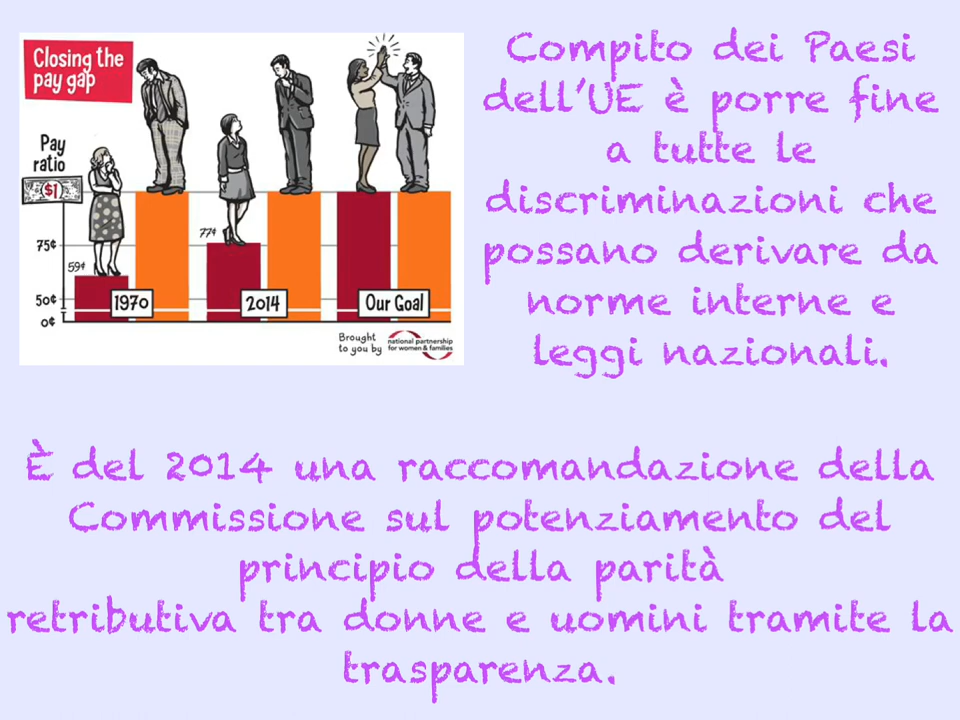 Closing the
pay gap
Pay
ratio
$1
75¢
59¢
77¢
50¢
0¢
1970
2014
Our Goal
Brought
to you by
national partnership
for women & families
Compito dei Paesi
dell’UE è porre fine
a tutte le
discriminazioni che
possano derivare da
norme interne e
leggi nazionali.
È del 2014 una raccomandazione della
Commissione sul potenziamento del
principio della parità
retributiva tra donne e uomini tramite la
trasparenza.